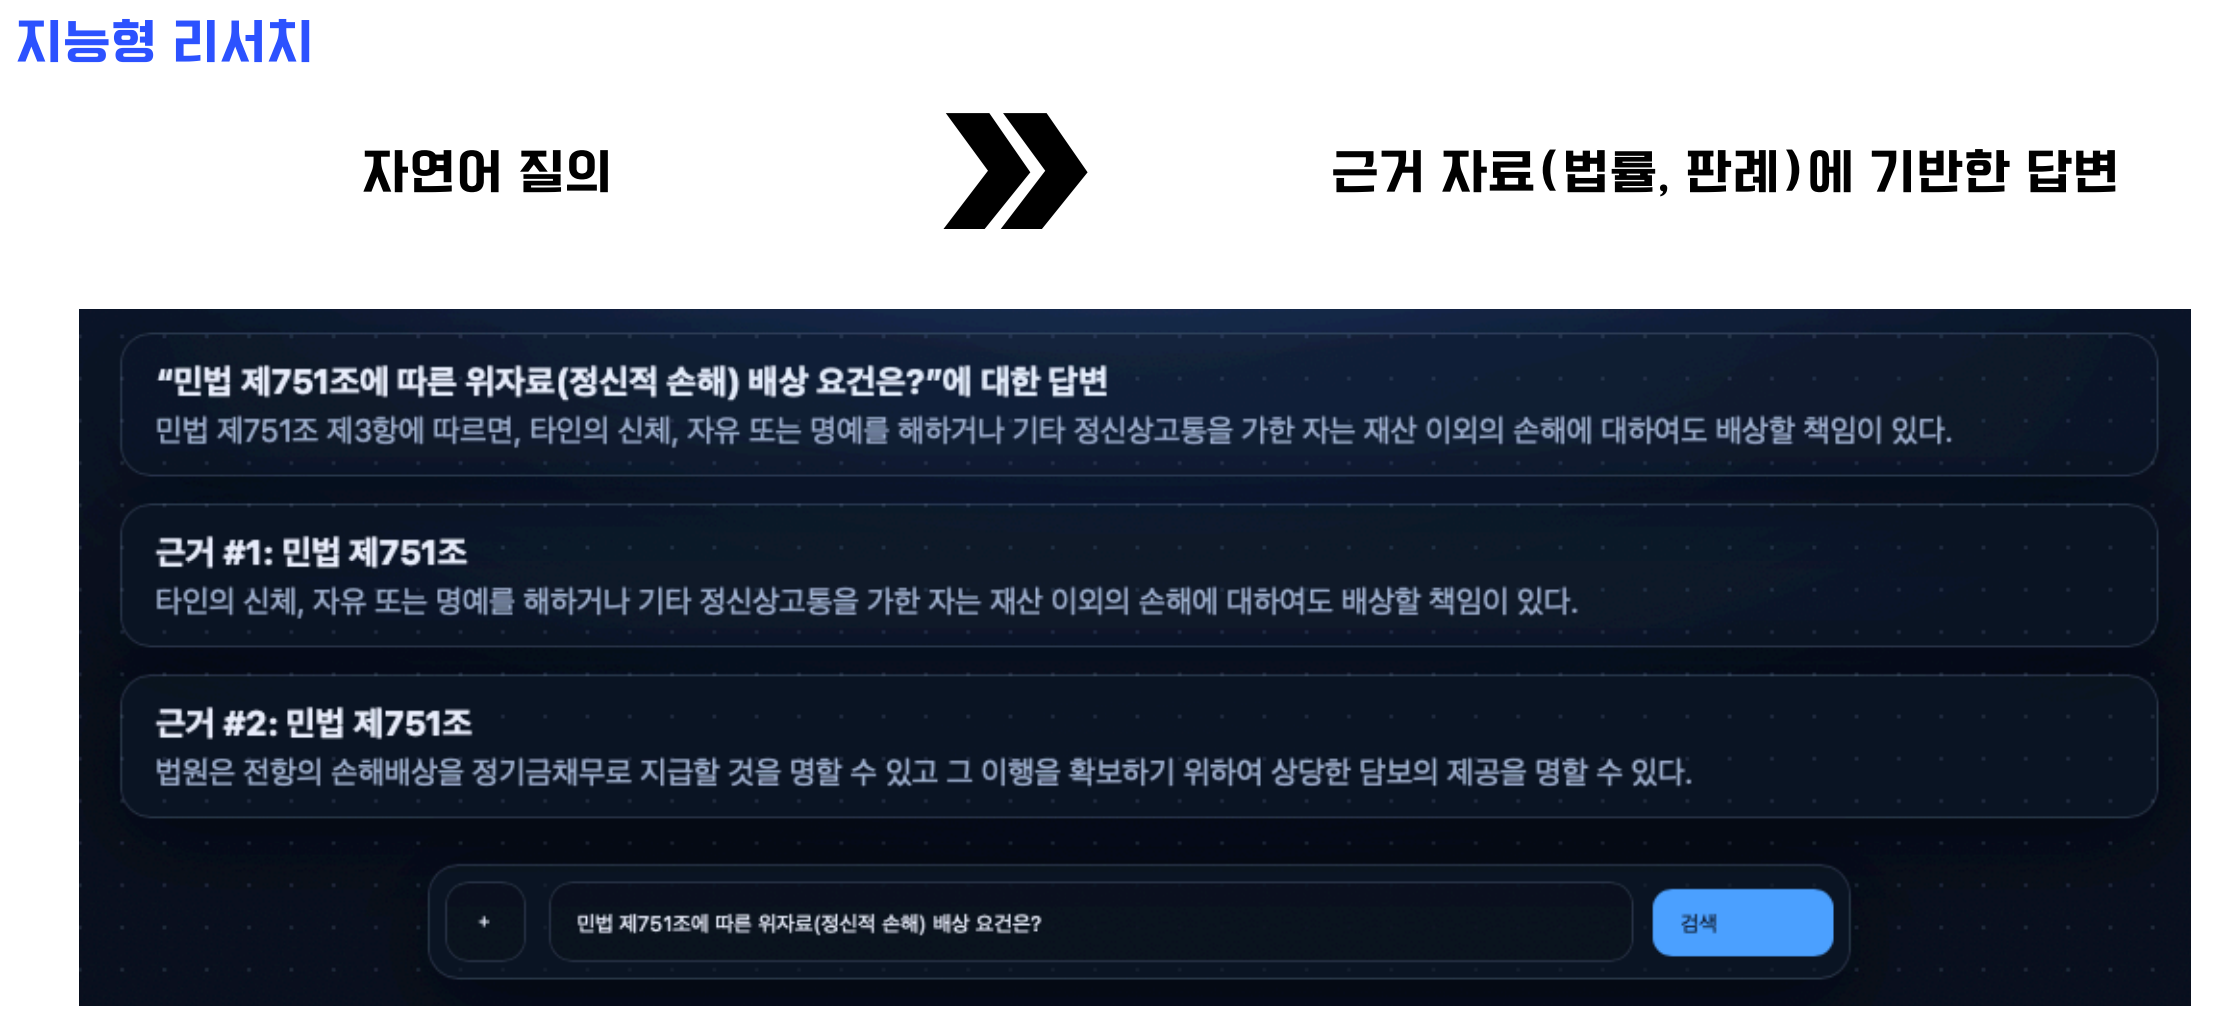 지능형 리서치
자연어 질의
근거 자료(법률, 판례)에 기반한 답변
“민법 제751조에 따른 위자료(정신적 손해) 배상 요건은?”에 대한 답변
민법 제751조 제3항에 따르면, 타인의 신체, 자유 또는 명예를 해하거나 기타 정신상고통을 가한 자는 재산 이외의 손해에 대하여도 배상할 책임이 있다.
근거 #1: 민법 제751조
타인의 신체, 자유 또는 명예를 해하거나 기타 정신상고통을 가한 자는 재산 이외의 손해에 대하여도 배상할 책임이 있다.
근거 #2: 민법 제751조
법원은 전항의 손해배상을 정기금채무로 지급할 것을 명할 수 있고 그 이행을 확보하기 위하여 상당한 담보의 제공을 명할 수 있다.
+ 민법 제751조에 따른 위자료(정신적 손해) 배상 요건은? 검색